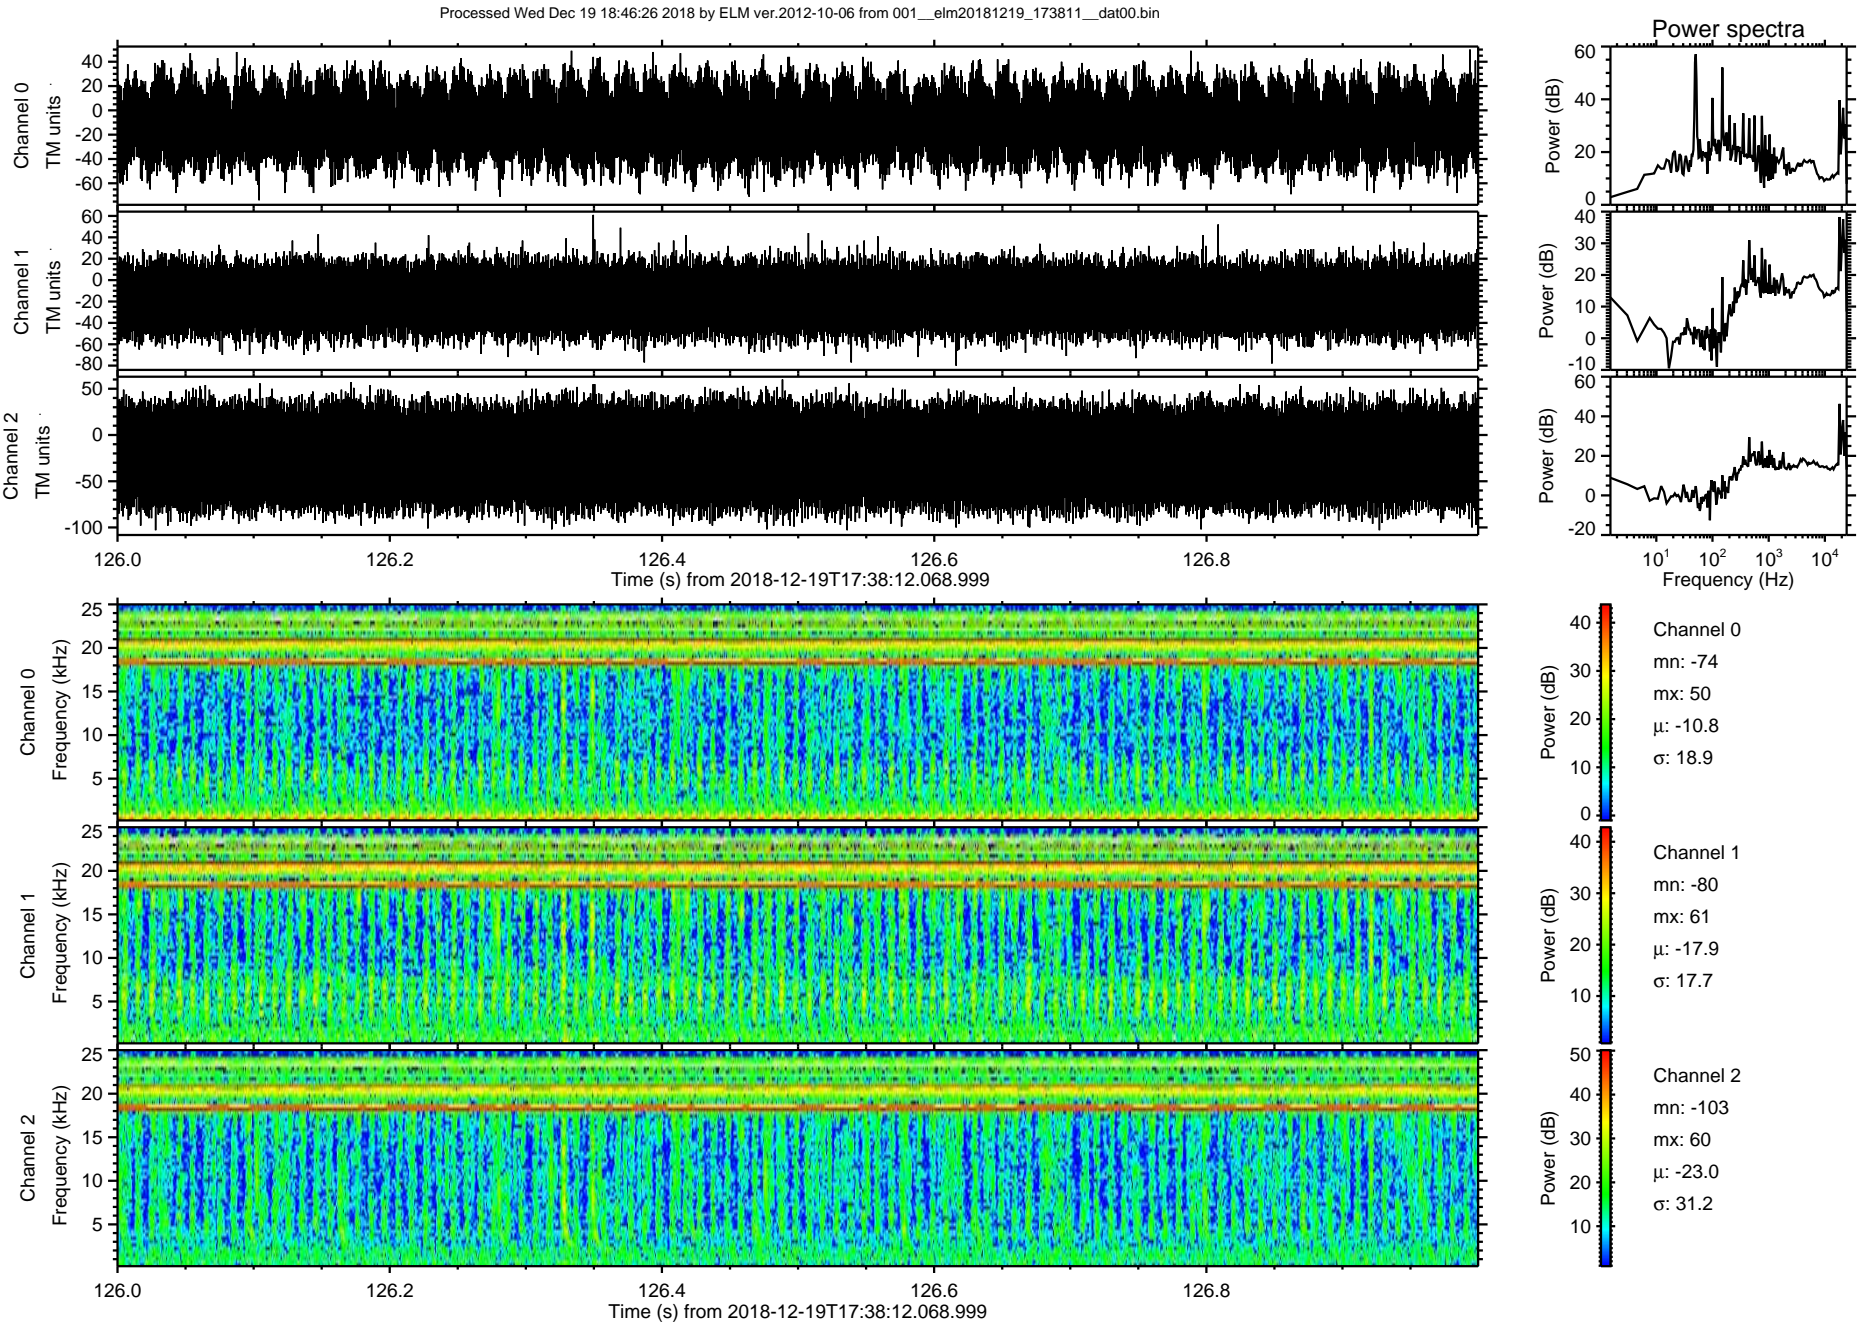 Processed Wed Dec 19 18:46:26 2018 by ELM ver.2012-10-06 from 001__elm20181219_173811__dat00.bin
Power spectra
Channel 0
TM units
40
20
0
-20
-40
-60
Power (dB)
60
40
20
0
Channel 1
TM units
60
40
20
0
-20
-40
-60
-80
Power (dB)
40
30
20
10
0
-10
Channel 2
TM units
50
0
-50
-100
Power (dB)
60
40
20
0
-20
126.0 126.2 126.4 126.6 126.8
Time (s) from 2018-12-19T17:38:12.068.999
10¹ 10² 10³ 10⁴
Frequency (Hz)
Channel 0
Frequency (kHz)
25
20
15
10
5
Power (dB)
40
30
20
10
0
Channel 0
mn: -74
mx: 50
μ: -10.8
σ: 18.9
Channel 1
Frequency (kHz)
25
20
15
10
5
Power (dB)
40
30
20
10
Channel 1
mn: -80
mx: 61
μ: -17.9
σ: 17.7
Channel 2
Frequency (kHz)
25
20
15
10
5
Power (dB)
50
40
30
20
10
Channel 2
mn: -103
mx: 60
μ: -23.0
σ: 31.2
126.0 126.2 126.4 126.6 126.8
Time (s) from 2018-12-19T17:38:12.068.999